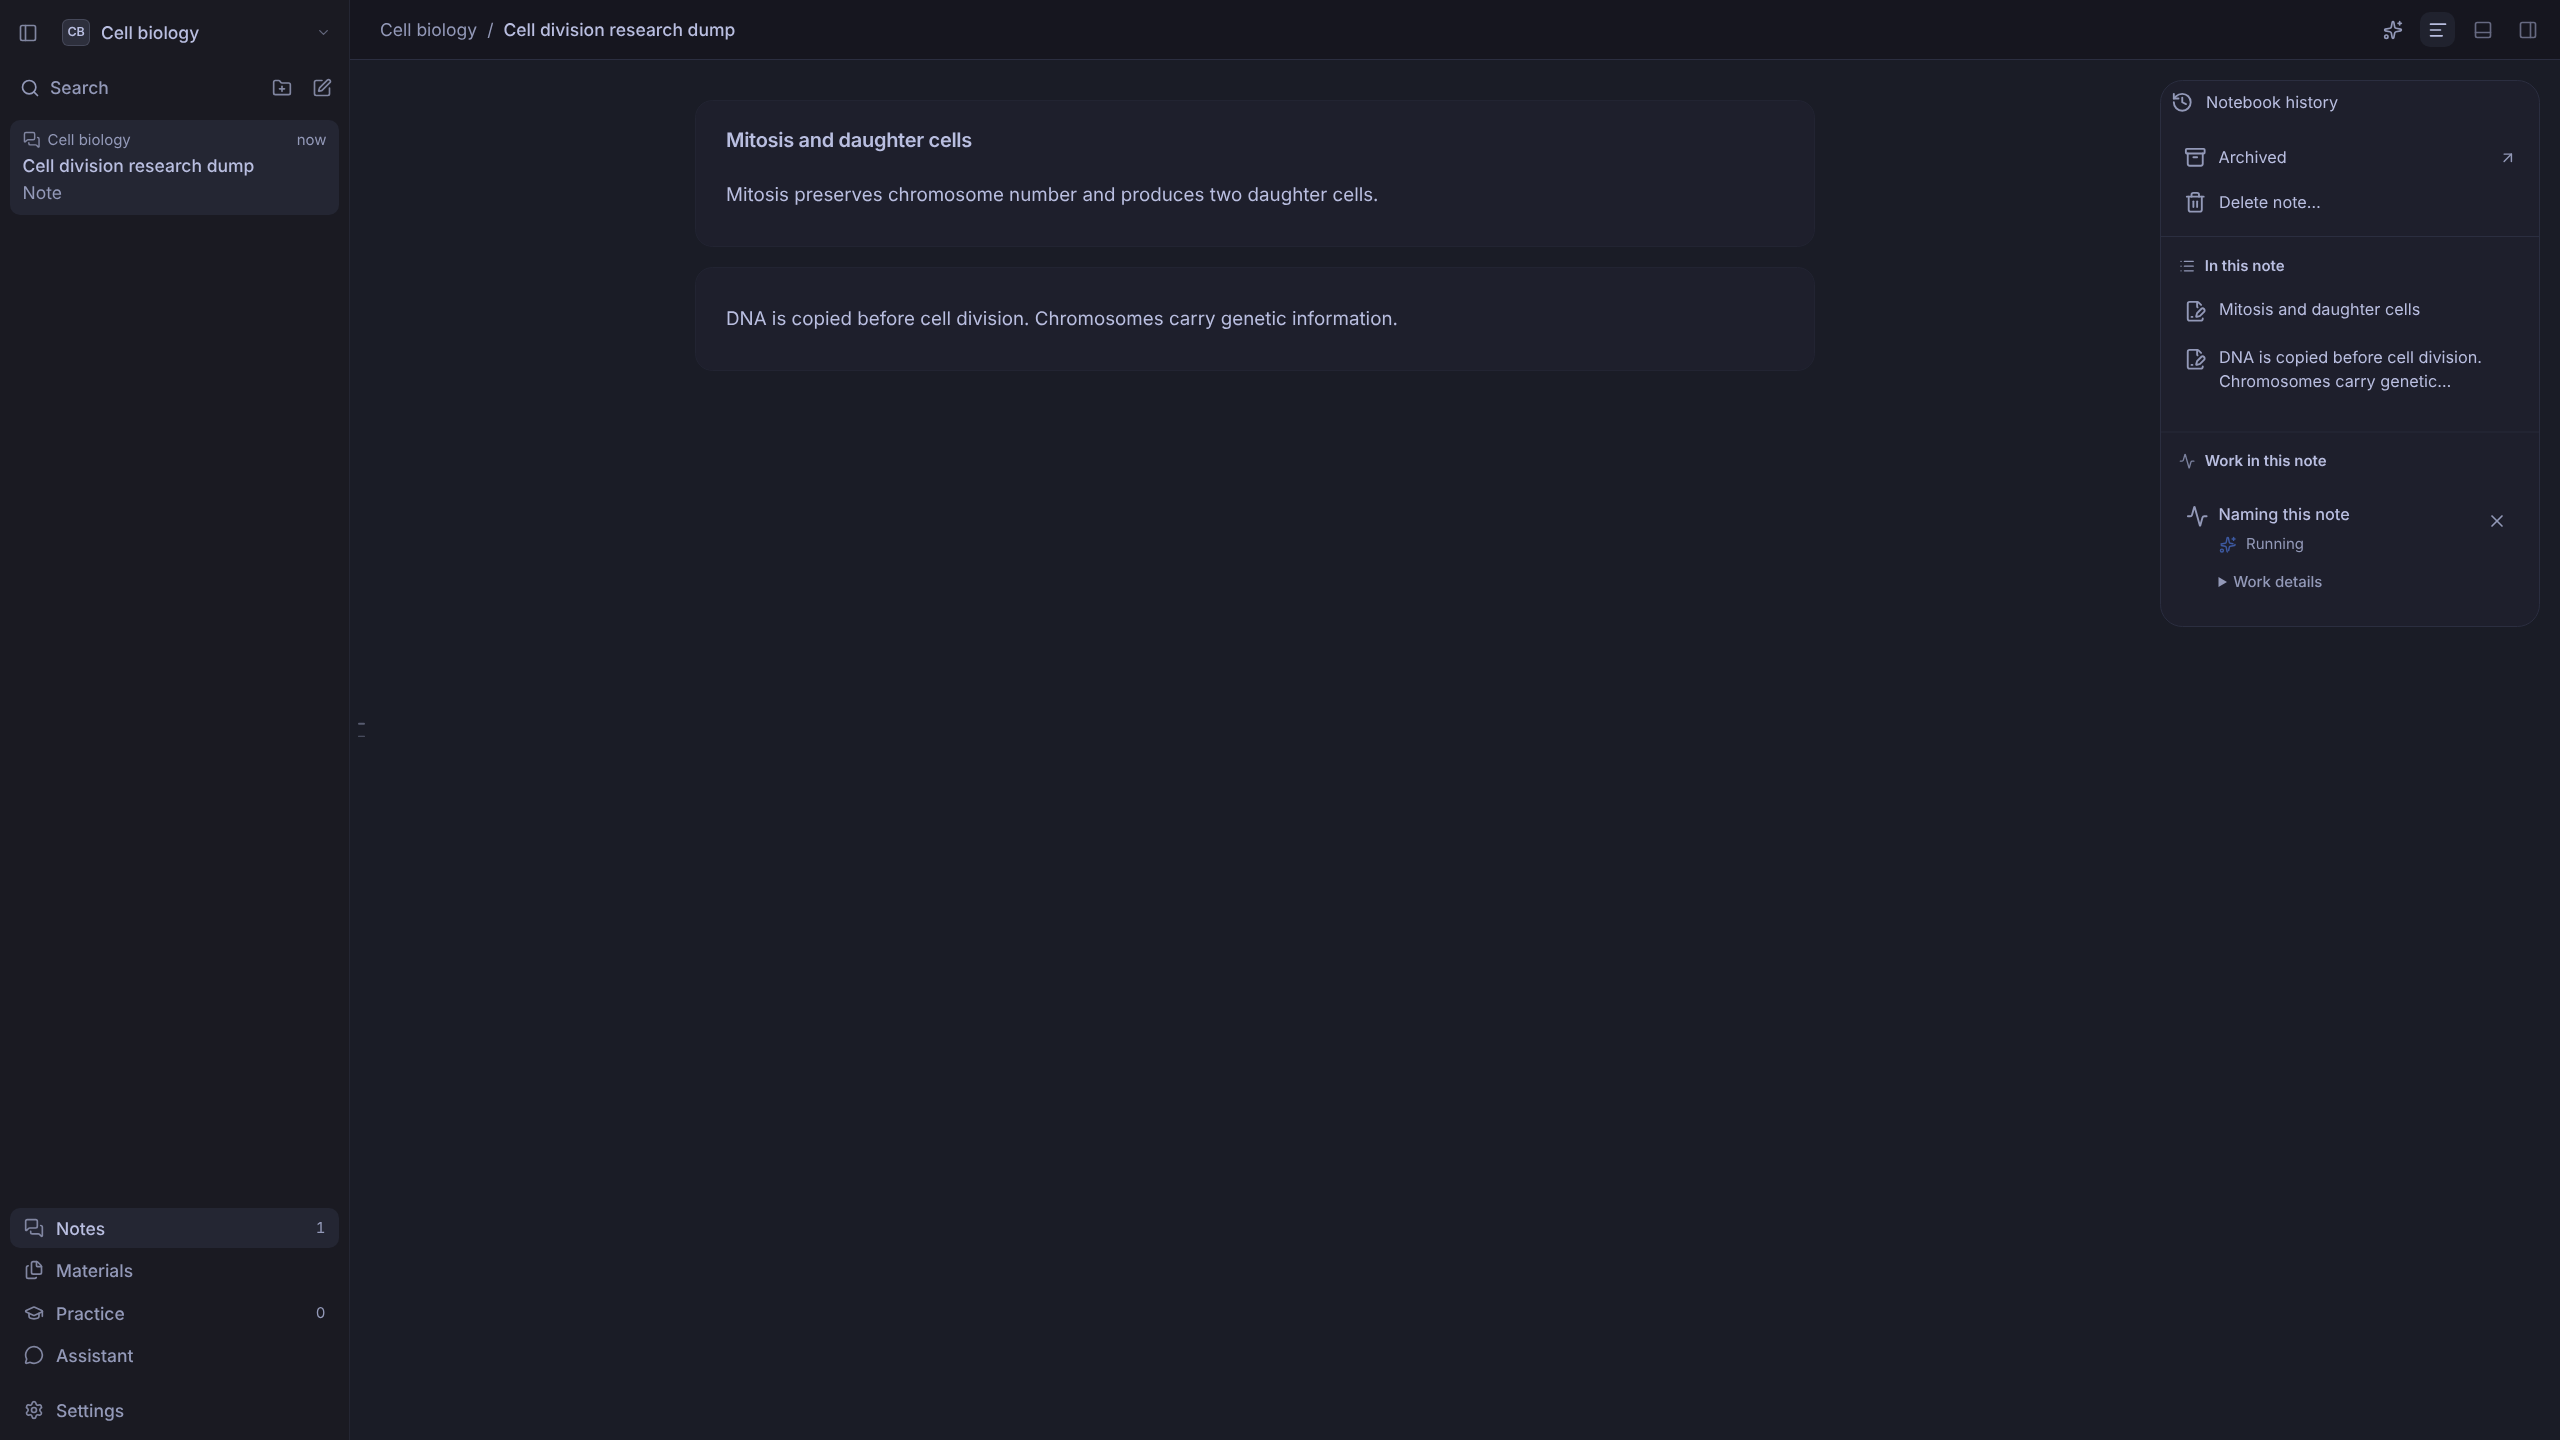 CB Cell biology
Search
Cell biology now
Cell division research dump
Note
Notes 1
Materials
Practice 0
Assistant
Settings
Cell biology / Cell division research dump
Mitosis and daughter cells
Mitosis preserves chromosome number and produces two daughter cells.
DNA is copied before cell division. Chromosomes carry genetic information.
Notebook history
Archived
Delete note...
In this note
Mitosis and daughter cells
DNA is copied before cell division.
Chromosomes carry genetic...
Work in this note
Naming this note
Running
Work details